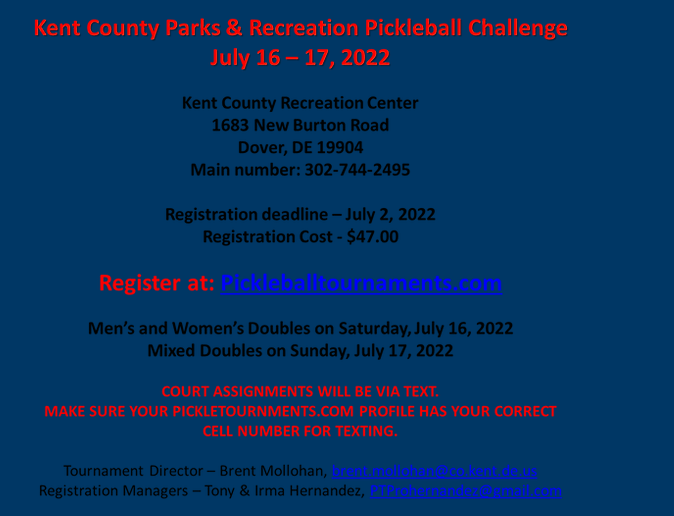 Kent County Parks & Recreation Pickleball Challenge
July 16 – 17, 2022
Kent County Recreation Center
1683 New Burton Road
Dover, DE 19904
Main number: 302-744-2495
Registration deadline – July 2, 2022
Registration Cost - $47.00
Register at: Pickleballtournaments.com
Men's and Women's Doubles on Saturday, July 16, 2022
Mixed Doubles on Sunday, July 17, 2022
COURT ASSIGNMENTS WILL BE VIA TEXT.
MAKE SURE YOUR PICKLETOURNMENTS.COM PROFILE HAS YOUR CORRECT
CELL NUMBER FOR TEXTING.
Tournament Director – Brent Mollohan, brent.mollohan@co.kent.de.us
Registration Managers – Tony & Irma Hernandez, PTProhernandez@gmail.com